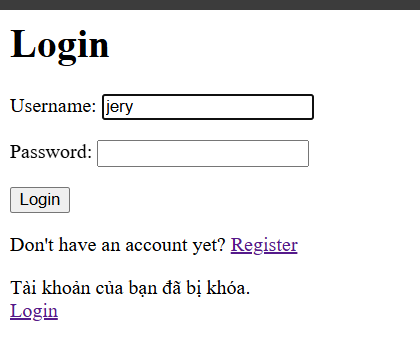 Login
Username: jery
Password:
Login
Don't have an account yet? Register
Tài khoản của bạn đã bị khóa.
Login